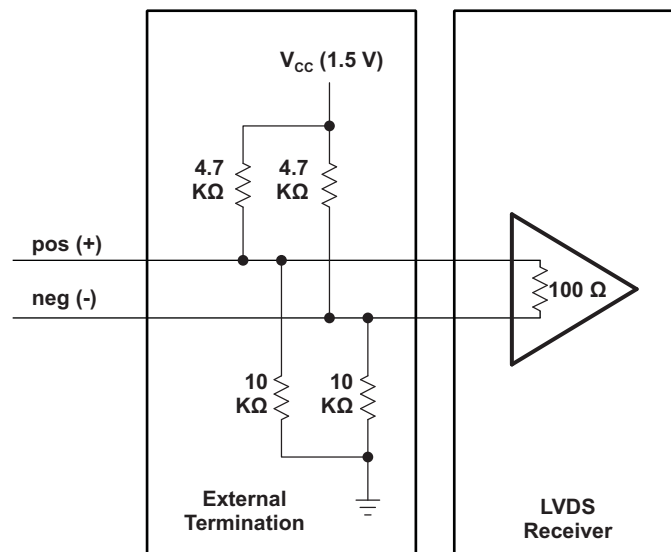 V_CC (1.5 V)
4.7 KΩ
4.7 KΩ
pos (+)
neg (-)
100 Ω
10 KΩ
10 KΩ
External
Termination
LVDS
Receiver